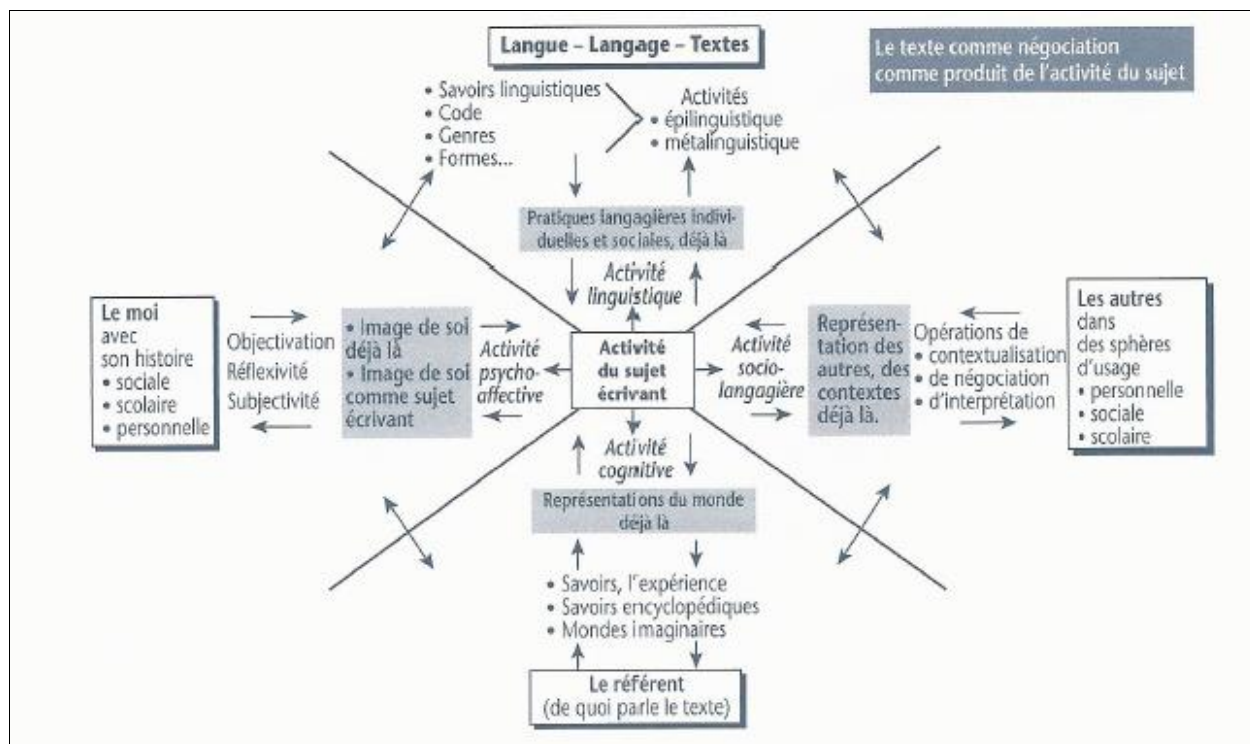 Langue – Langage – Textes
Le texte comme négociation
comme produit de l'activité du sujet
• Savoirs linguistiques
• Code
• Genres
• Formes...
Activités
• épilinguistique
• métalinguistique
Pratiques langagières indivi-
duelles et sociales, déjà là
Activité
linguistique
Le moi
avec
son histoire
• sociale
• scolaire
• personnelle
Objectivation
Réflexivité
Subjectivité
• Image de soi
déjà là
• Image de soi
comme sujet
écrivant
Activité
psycho-
affective
Activité
du sujet
écrivant
Activité
socio-
langagière
Représen-
tation des
autres, des
contextes
déjà là.
Opérations de
• contextualisation
• de négociation
• d'interprétation
Les autres
dans
des sphères
d'usage
• personnelle
• sociale
• scolaire
Activité
cognitive
Représentations du monde
déjà là
• Savoirs, l'expérience
• Savoirs encyclopédiques
• Mondes imaginaires
Le référent
(de quoi parle le texte)